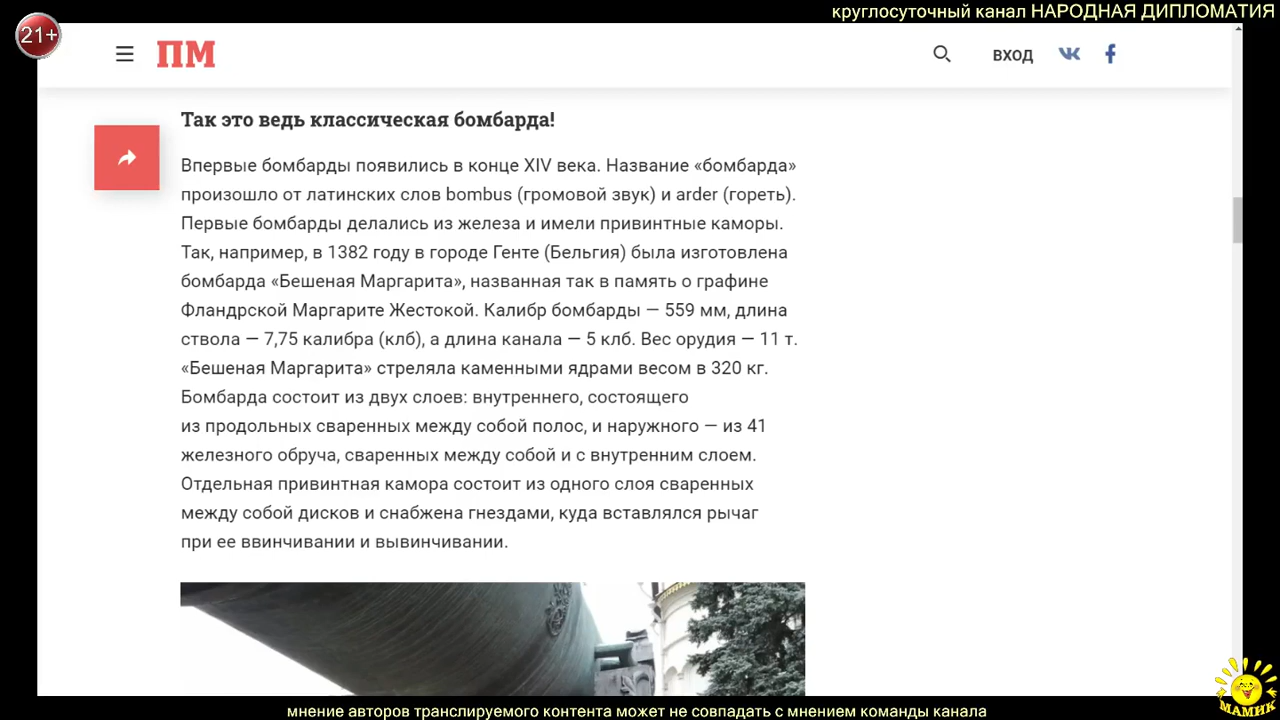 круглосуточный канал НАРОДНАЯ ДИПЛОМАТИЯ
21+
ПМ
ВХОД
Так это ведь классическая бомбарда!
Впервые бомбарды появились в конце XIV века. Название «бомбарда»
произошло от латинских слов bombus (громовой звук) и arder (гореть).
Первые бомбарды делались из железа и имели привинтные каморы.
Так, например, в 1382 году в городе Генте (Бельгия) была изготовлена
бомбарда «Бешеная Маргарита», названная так в память о графине
Фландрской Маргарите Жестокой. Калибр бомбарды — 559 мм, длина
ствола — 7,75 калибра (клб), а длина канала — 5 клб. Вес орудия — 11 т.
«Бешеная Маргарита» стреляла каменными ядрами весом в 320 кг.
Бомбарда состоит из двух слоев: внутреннего, состоящего
из продольных сваренных между собой полос, и наружного — из 41
железного обруча, сваренных между собой и с внутренним слоем.
Отдельная привинтная камора состоит из одного слоя сваренных
между собой дисков и снабжена гнездами, куда вставлялся рычаг
при ее ввинчивании и вывинчивании.
МАМИК
мнение авторов транслируемого контента может не совпадать с мнением команды канала